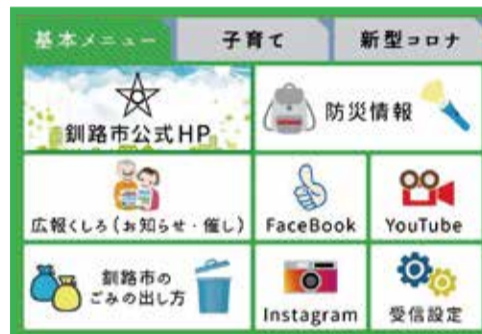 基本メニュー
子育て
新型コロナ
釧路市公式HP
防災情報
広報くしろ(お知らせ・催し)
FaceBook
YouTube
釧路市の
ごみの出し方
Instagram
受信設定